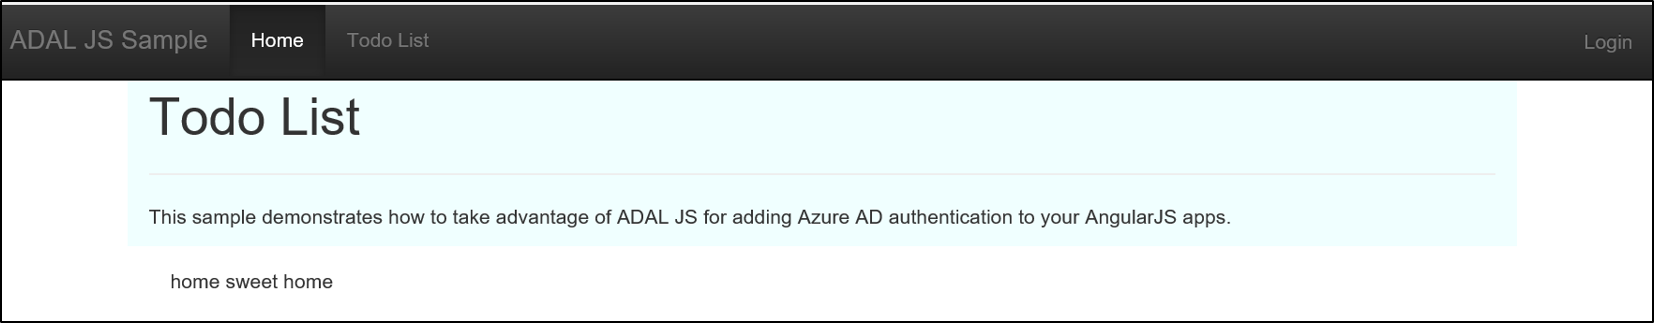 ADAL JS Sample Home Todo List Login
Todo List
This sample demonstrates how to take advantage of ADAL JS for adding Azure AD authentication to your AngularJS apps.
home sweet home